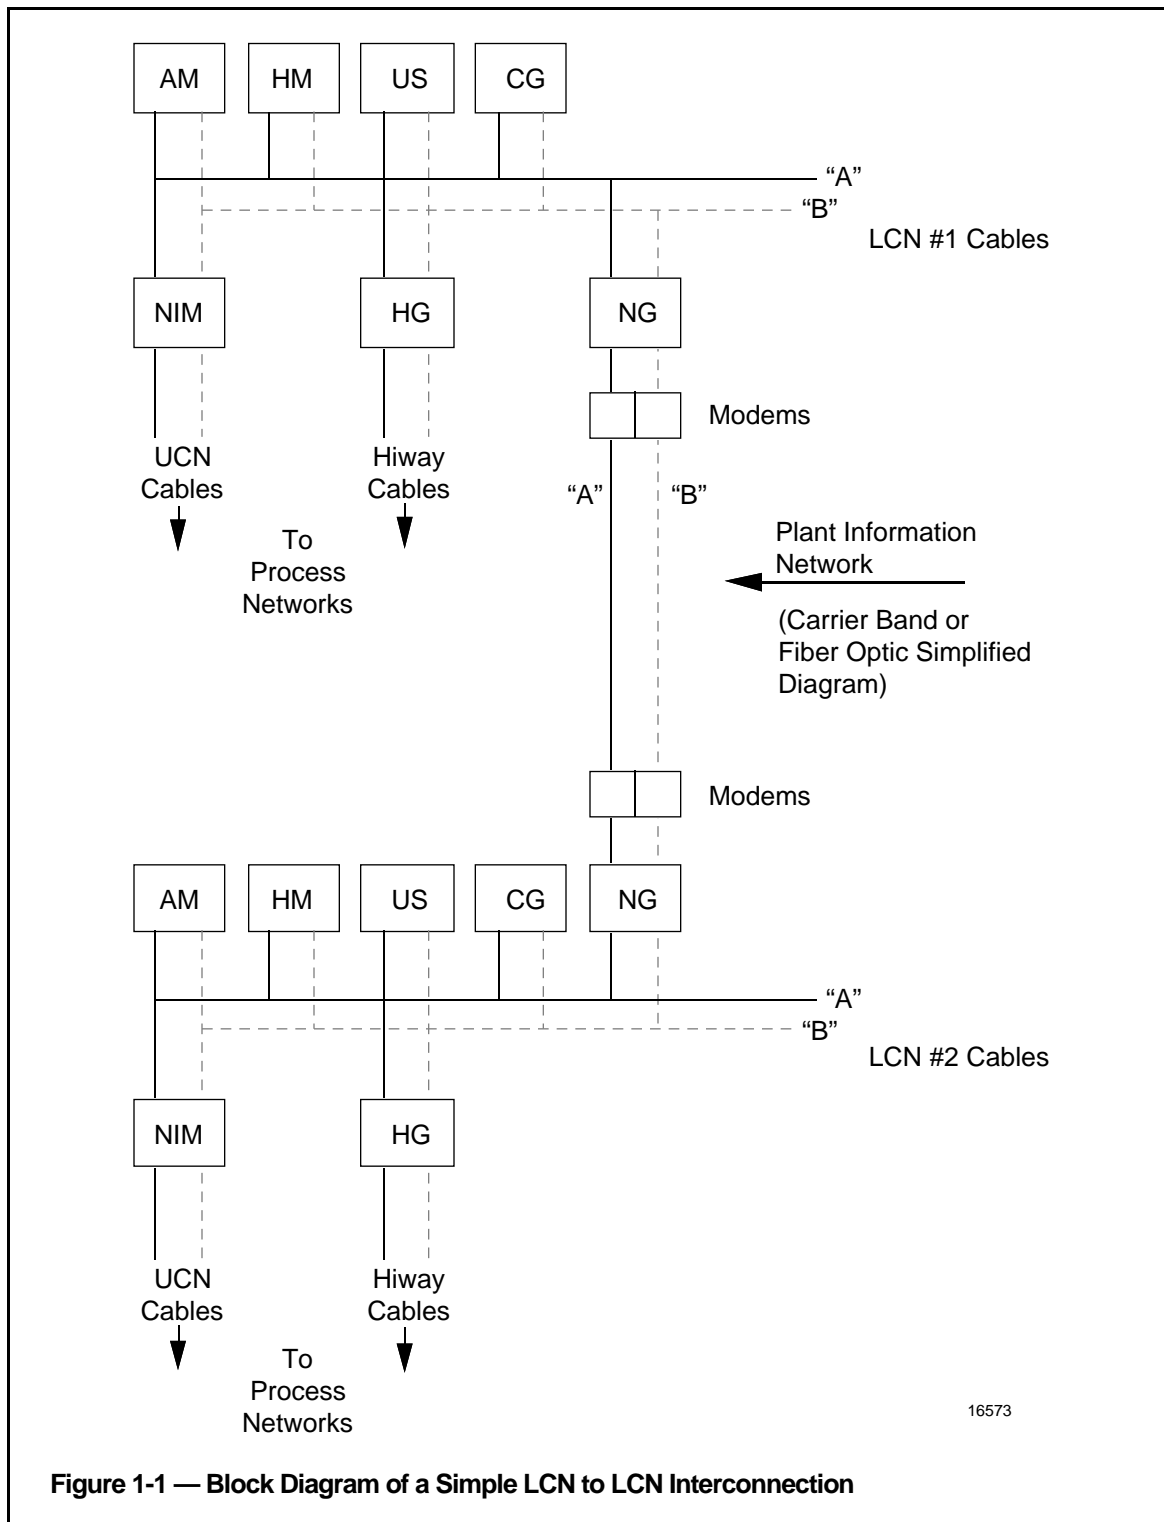 AM HM US CG
“A”
“B”
LCN #1 Cables
NIM HG NG
Modems
UCN
Cables
Hiway
Cables
“A” “B”
To
Process
Networks
Plant Information
Network
(Carrier Band or
Fiber Optic Simplified
Diagram)
Modems
AM HM US CG NG
“A”
“B”
LCN #2 Cables
NIM HG
UCN
Cables
Hiway
Cables
To
Process
Networks
16573
Figure 1-1 — Block Diagram of a Simple LCN to LCN Interconnection